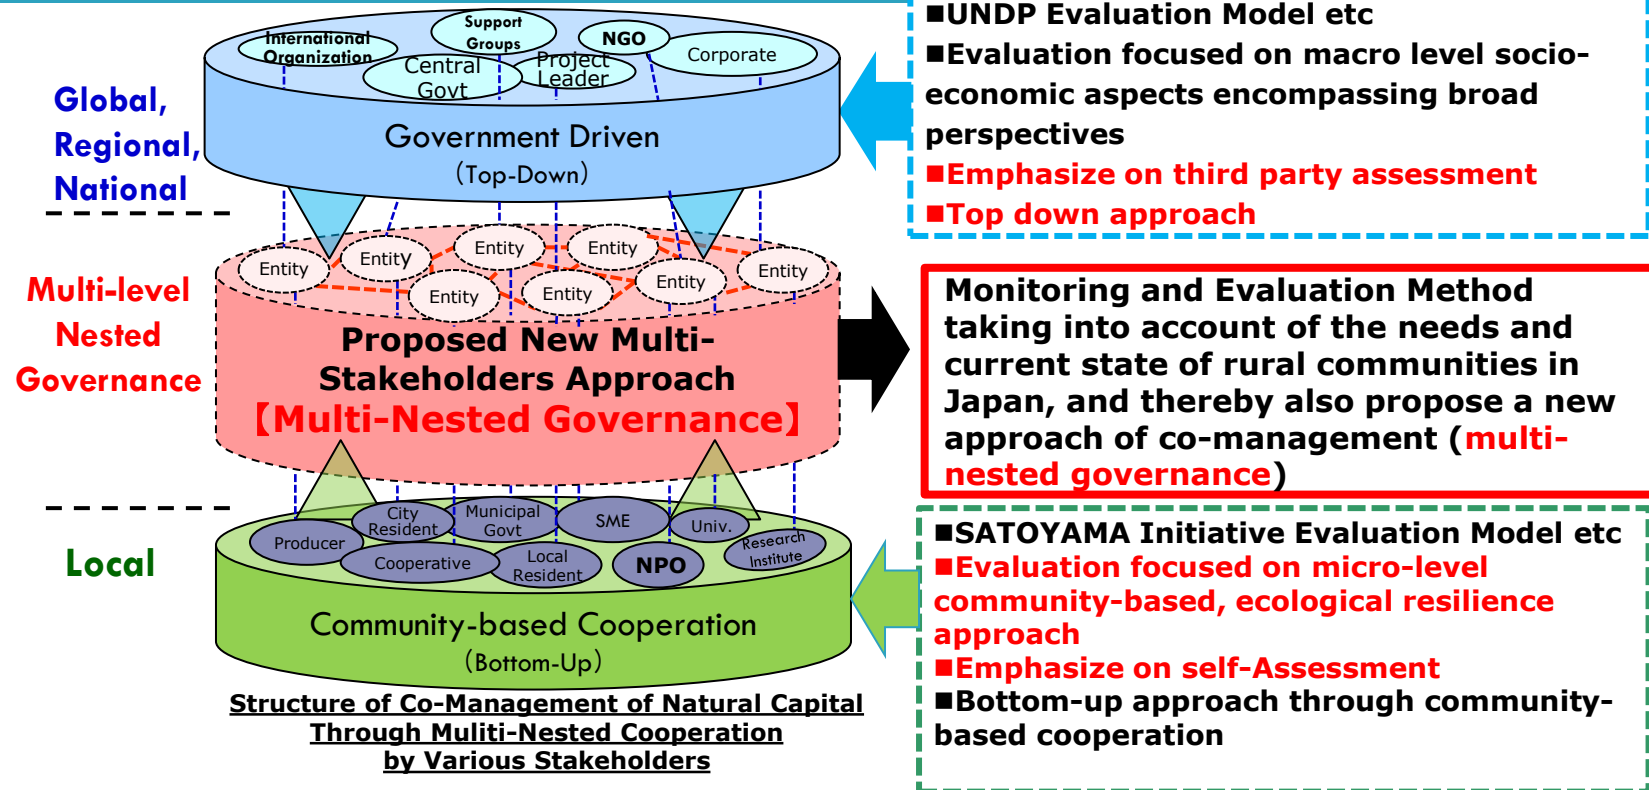 International
Organization
Support
Groups
NGO
Corporate
Central
Govt
Project
Leader
Global,
Regional,
National
Government Driven
(Top-Down)
■UNDP Evaluation Model etc
■Evaluation focused on macro level socio-
economic aspects encompassing broad
perspectives
■Emphasize on third party assessment
■Top down approach
Entity
Entity
Entity
Entity
Entity
Entity
Entity
Entity
Multi-level
Nested
Governance
Proposed New Multi-
Stakeholders Approach
【Multi-Nested Governance】
Monitoring and Evaluation Method
taking into account of the needs and
current state of rural communities in
Japan, and thereby also propose a new
approach of co-management (multi-
nested governance)
Local
Producer
City
Resident
Municipal
Govt
SME
Univ.
Research
Institute
Cooperative
Local
Resident
NPO
Community-based Cooperation
(Bottom-Up)
■SATOYAMA Initiative Evaluation Model etc
■Evaluation focused on micro-level
community-based, ecological resilience
approach
■Emphasize on self-Assessment
■Bottom-up approach through community-
based cooperation
Structure of Co-Management of Natural Capital
Through Muliti-Nested Cooperation
by Various Stakeholders